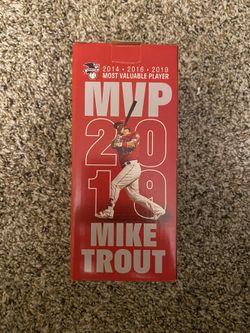 2014 • 2016 • 2019
MOST VALUABLE PLAYER
MVP
2019
MIKE
TROUT